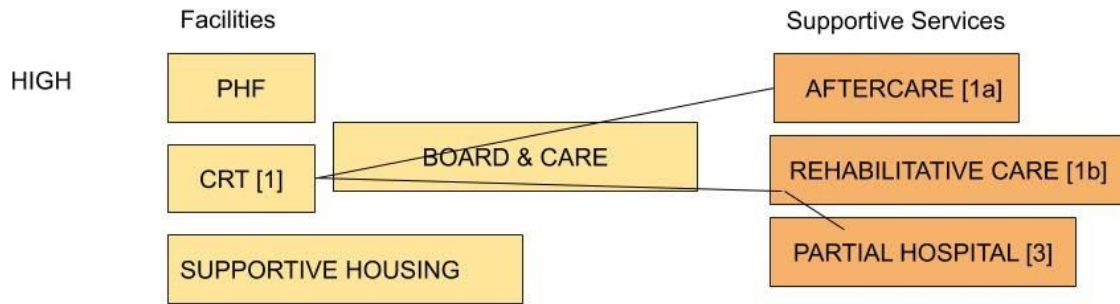 Facilities
Supportive Services
HIGH
PHF
AFTERCARE [1a]
BOARD & CARE
CRT [1]
REHABILITATIVE CARE [1b]
SUPPORTIVE HOUSING
PARTIAL HOSPITAL [3]